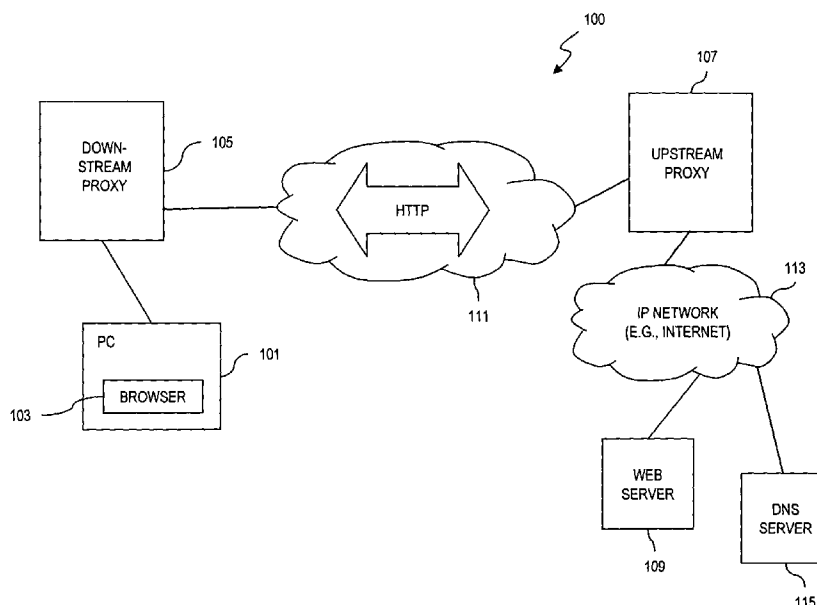 100
107
DOWN-
STREAM
PROXY
105
UPSTREAM
PROXY
HTTP
111
113
IP NETWORK
(E.G., INTERNET)
PC
101
BROWSER
103
WEB
SERVER
109
DNS
SERVER
115